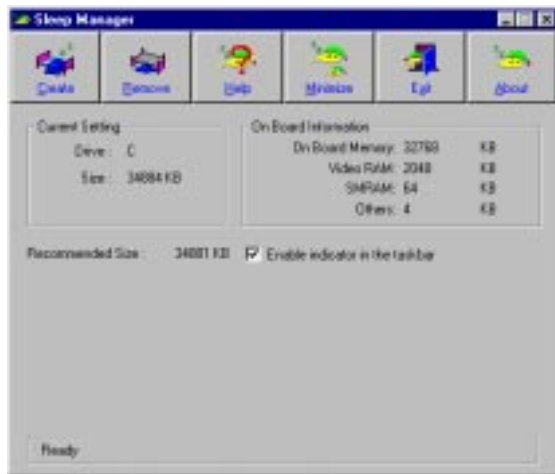 Sleep Manager
Create Remove Help Minimize Exit About
Current Setting
Drive : C
Size : 34884 KB
On Board Information
On Board Memory: 32768 KB
Video RAM: 2048 KB
SMRAM: 64 KB
Others: 4 KB
Recommended Size : 34881 KB
Enable indicator in the taskbar
Ready